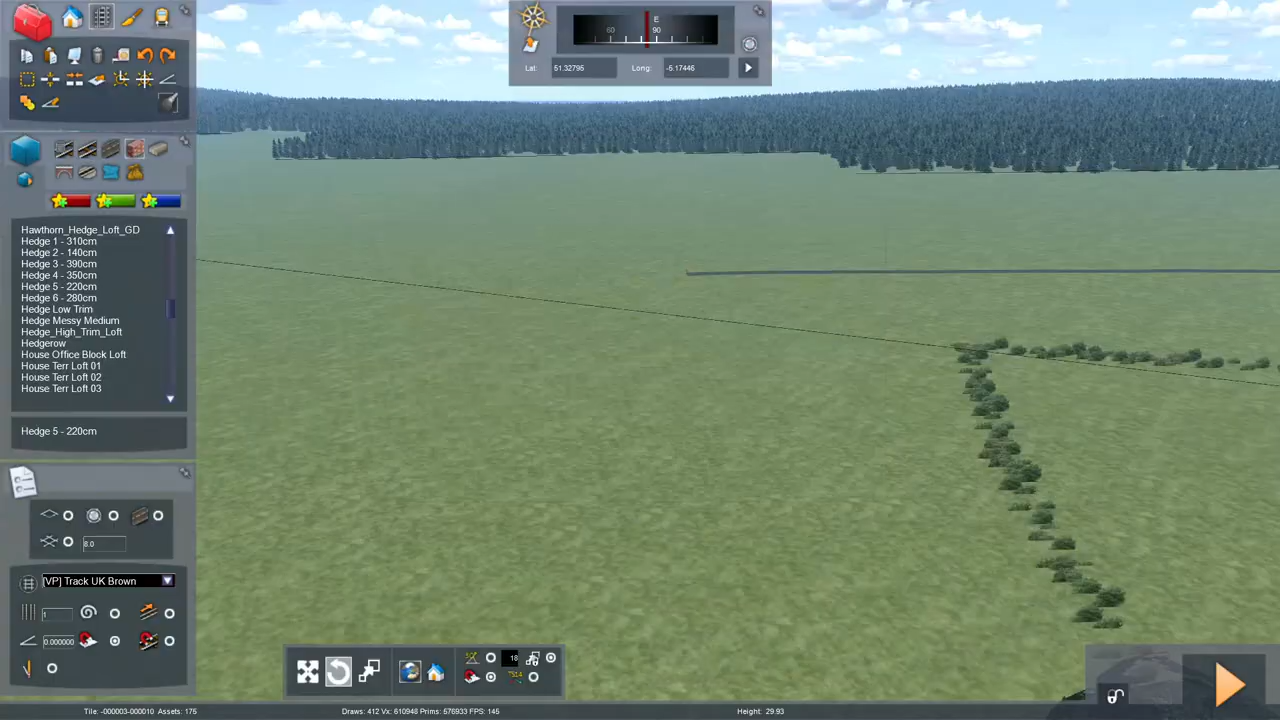 60
E
90
Lat:
51.32795
Long:
-5.17446
Hawthorn_Hedge_Loft_GD
Hedge 1 - 310cm
Hedge 2 - 140cm
Hedge 3 - 390cm
Hedge 4 - 350cm
Hedge 5 - 220cm
Hedge 6 - 280cm
Hedge Low Trim
Hedge Messy Medium
Hedge_High_Trim_Loft
Hedgerow
House Office Block Loft
House Terr Loft 01
House Terr Loft 02
House Terr Loft 03
Hedge 5 - 220cm
8.0
[VP] Track UK Brown
1
0.000000
18
Tile: -000003-000010 Assets: 175
Draws: 412 Vx: 610948 Prims: 576933 FPS: 145
Height: 29.93